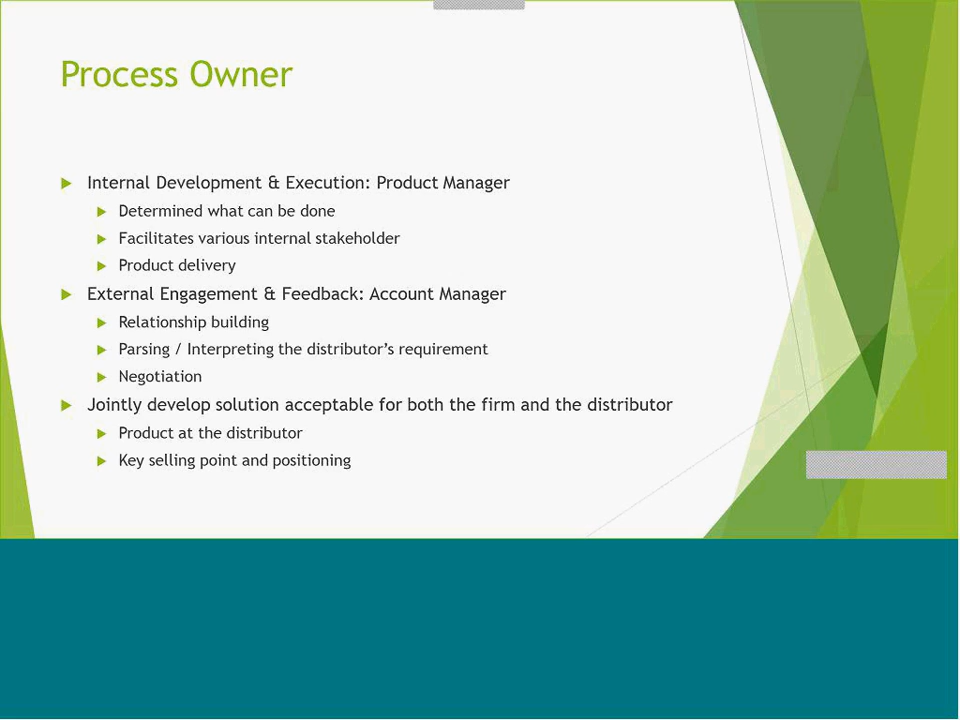 Process Owner
Internal Development & Execution: Product Manager
Determined what can be done
Facilitates various internal stakeholder
Product delivery
External Engagement & Feedback: Account Manager
Relationship building
Parsing / Interpreting the distributor’s requirement
Negotiation
Jointly develop solution acceptable for both the firm and the distributor
Product at the distributor
Key selling point and positioning